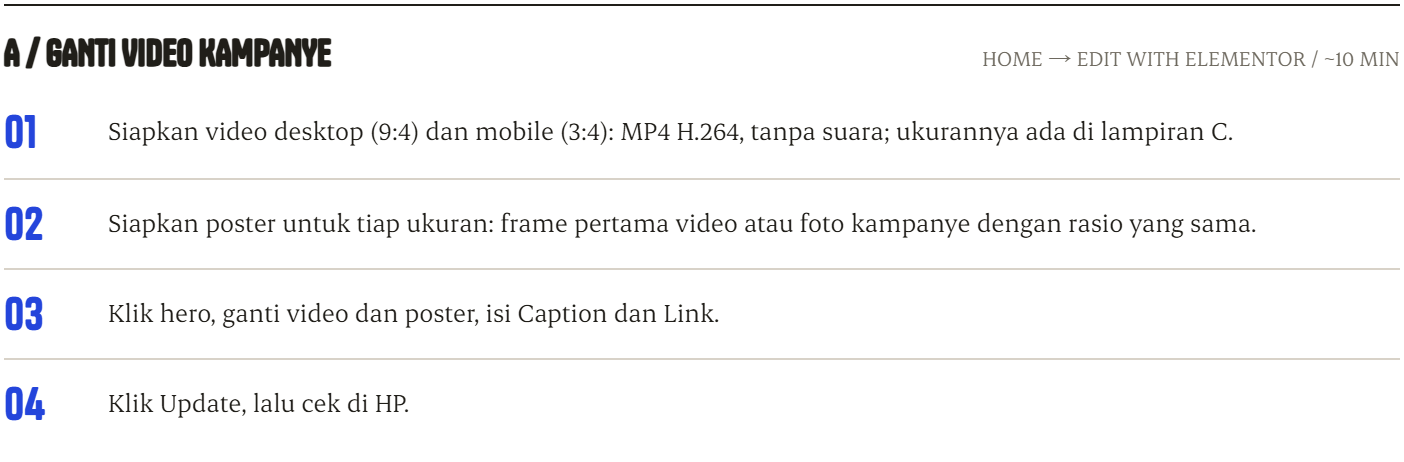 A / GANTI VIDEO KAMPANYE
HOME → EDIT WITH ELEMENTOR / ~10 MIN
01 Siapkan video desktop (9:4) dan mobile (3:4): MP4 H.264, tanpa suara; ukurannya ada di lampiran C.
02 Siapkan poster untuk tiap ukuran: frame pertama video atau foto kampanye dengan rasio yang sama.
03 Klik hero, ganti video dan poster, isi Caption dan Link.
04 Klik Update, lalu cek di HP.